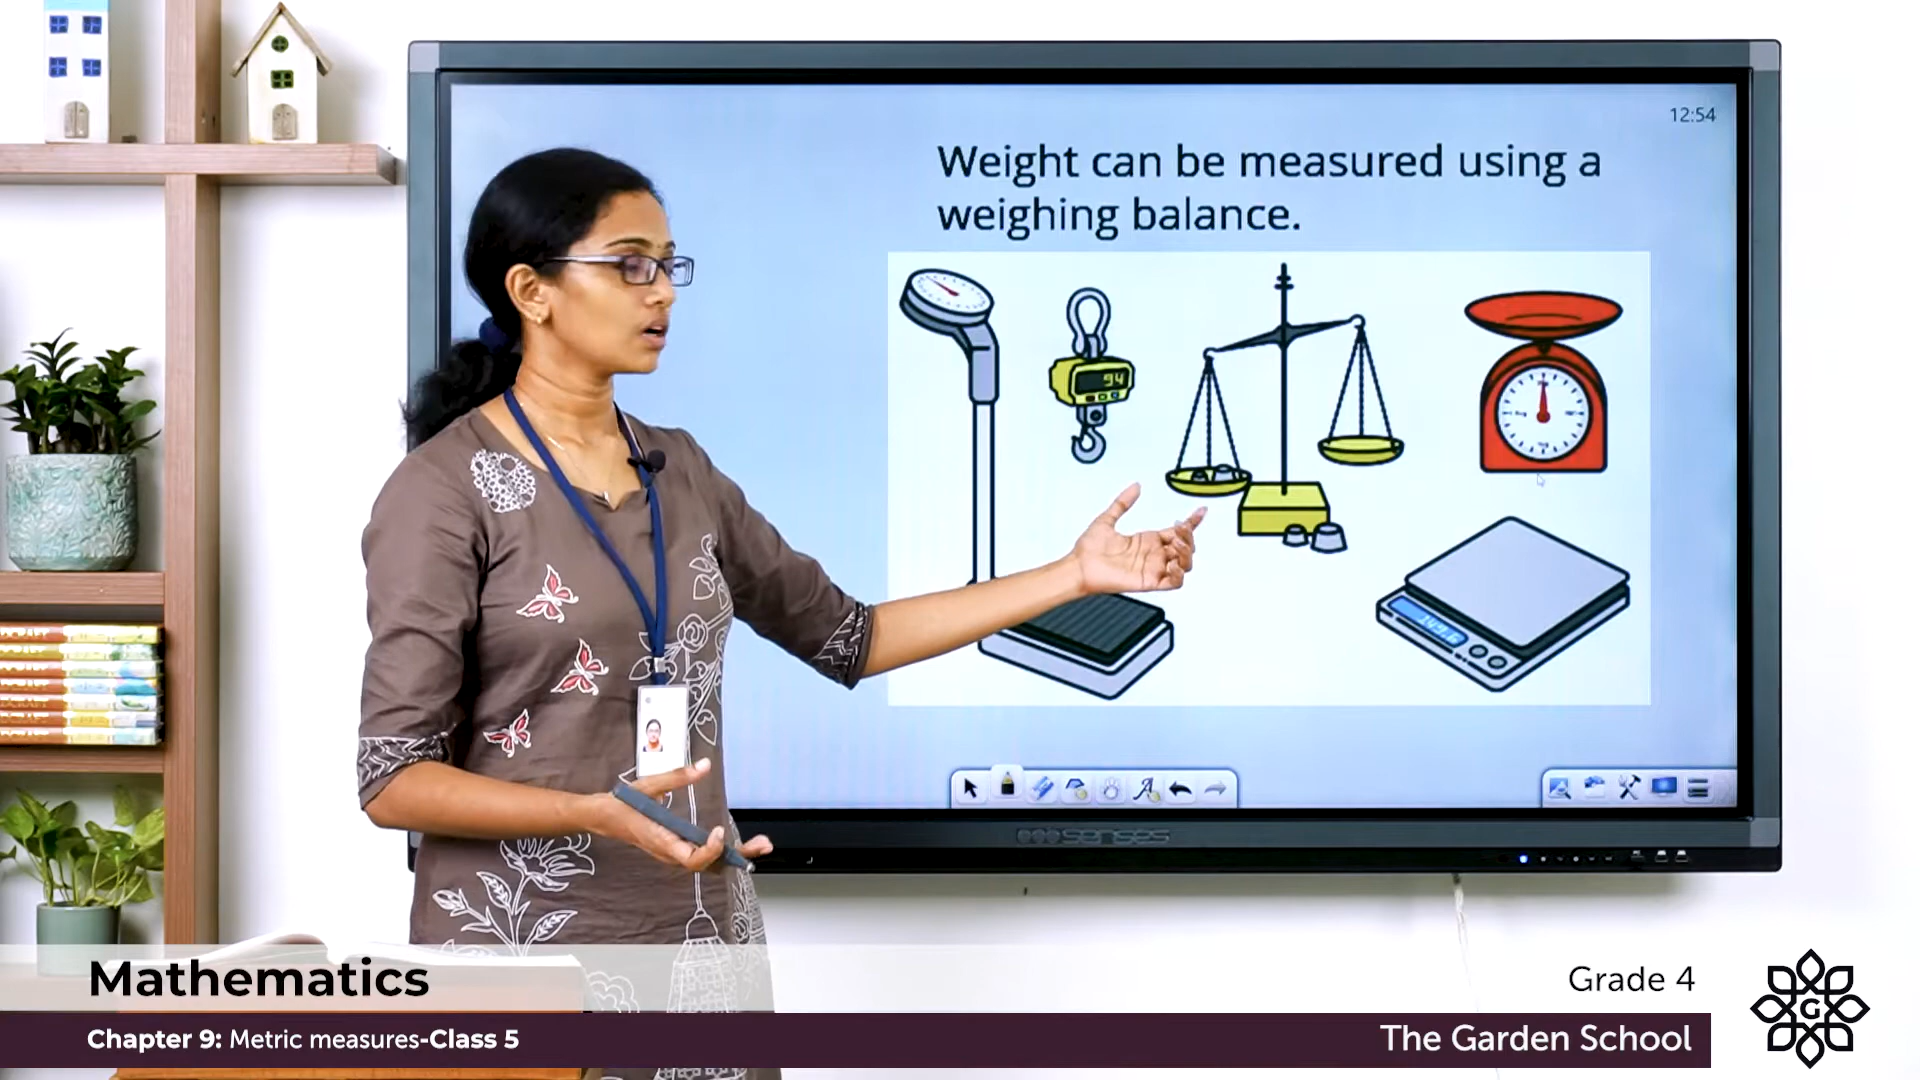 12:54
Weight can be measured using a
weighing balance.
94
Mathematics
Grade 4
Chapter 9: Metric measures-Class 5
The Garden School
G